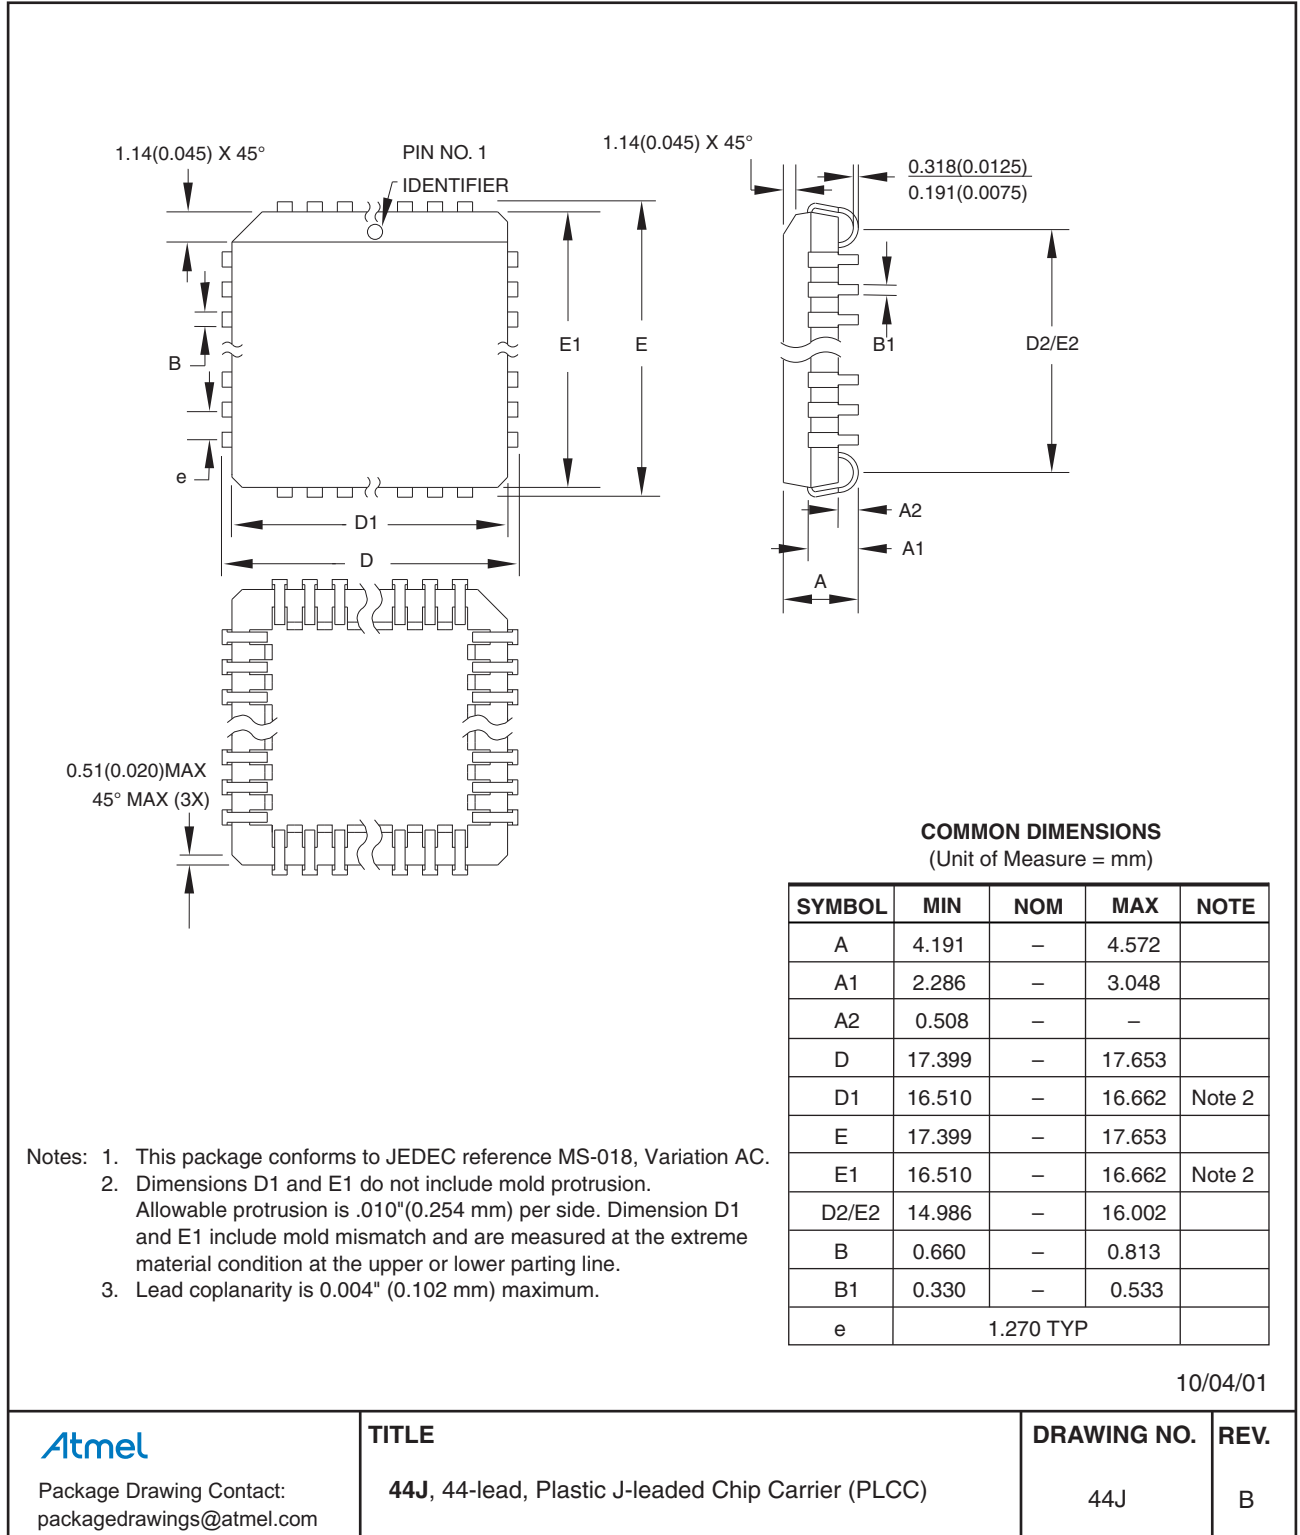 1.14(0.045) X 45°
PIN NO. 1
IDENTIFIER
1.14(0.045) X 45°
0.318(0.0125)
0.191(0.0075)
E1
E
B
e
B1
D2/E2
D1
D
A2
A1
A
0.51(0.020)MAX
45° MAX (3X)
COMMON DIMENSIONS
(Unit of Measure = mm)
SYMBOL MIN NOM MAX NOTE
A 4.191 – 4.572
A1 2.286 – 3.048
A2 0.508 – –
D 17.399 – 17.653
D1 16.510 – 16.662 Note 2
E 17.399 – 17.653
E1 16.510 – 16.662 Note 2
D2/E2 14.986 – 16.002
B 0.660 – 0.813
B1 0.330 – 0.533
e 1.270 TYP
Notes: 1. This package conforms to JEDEC reference MS-018, Variation AC.
2. Dimensions D1 and E1 do not include mold protrusion.
Allowable protrusion is .010"(0.254 mm) per side. Dimension D1
and E1 include mold mismatch and are measured at the extreme
material condition at the upper or lower parting line.
3. Lead coplanarity is 0.004" (0.102 mm) maximum.
10/04/01
Atmel
Package Drawing Contact:
packagedrawings@atmel.com
TITLE
44J, 44-lead, Plastic J-leaded Chip Carrier (PLCC)
DRAWING NO.
44J
REV.
B